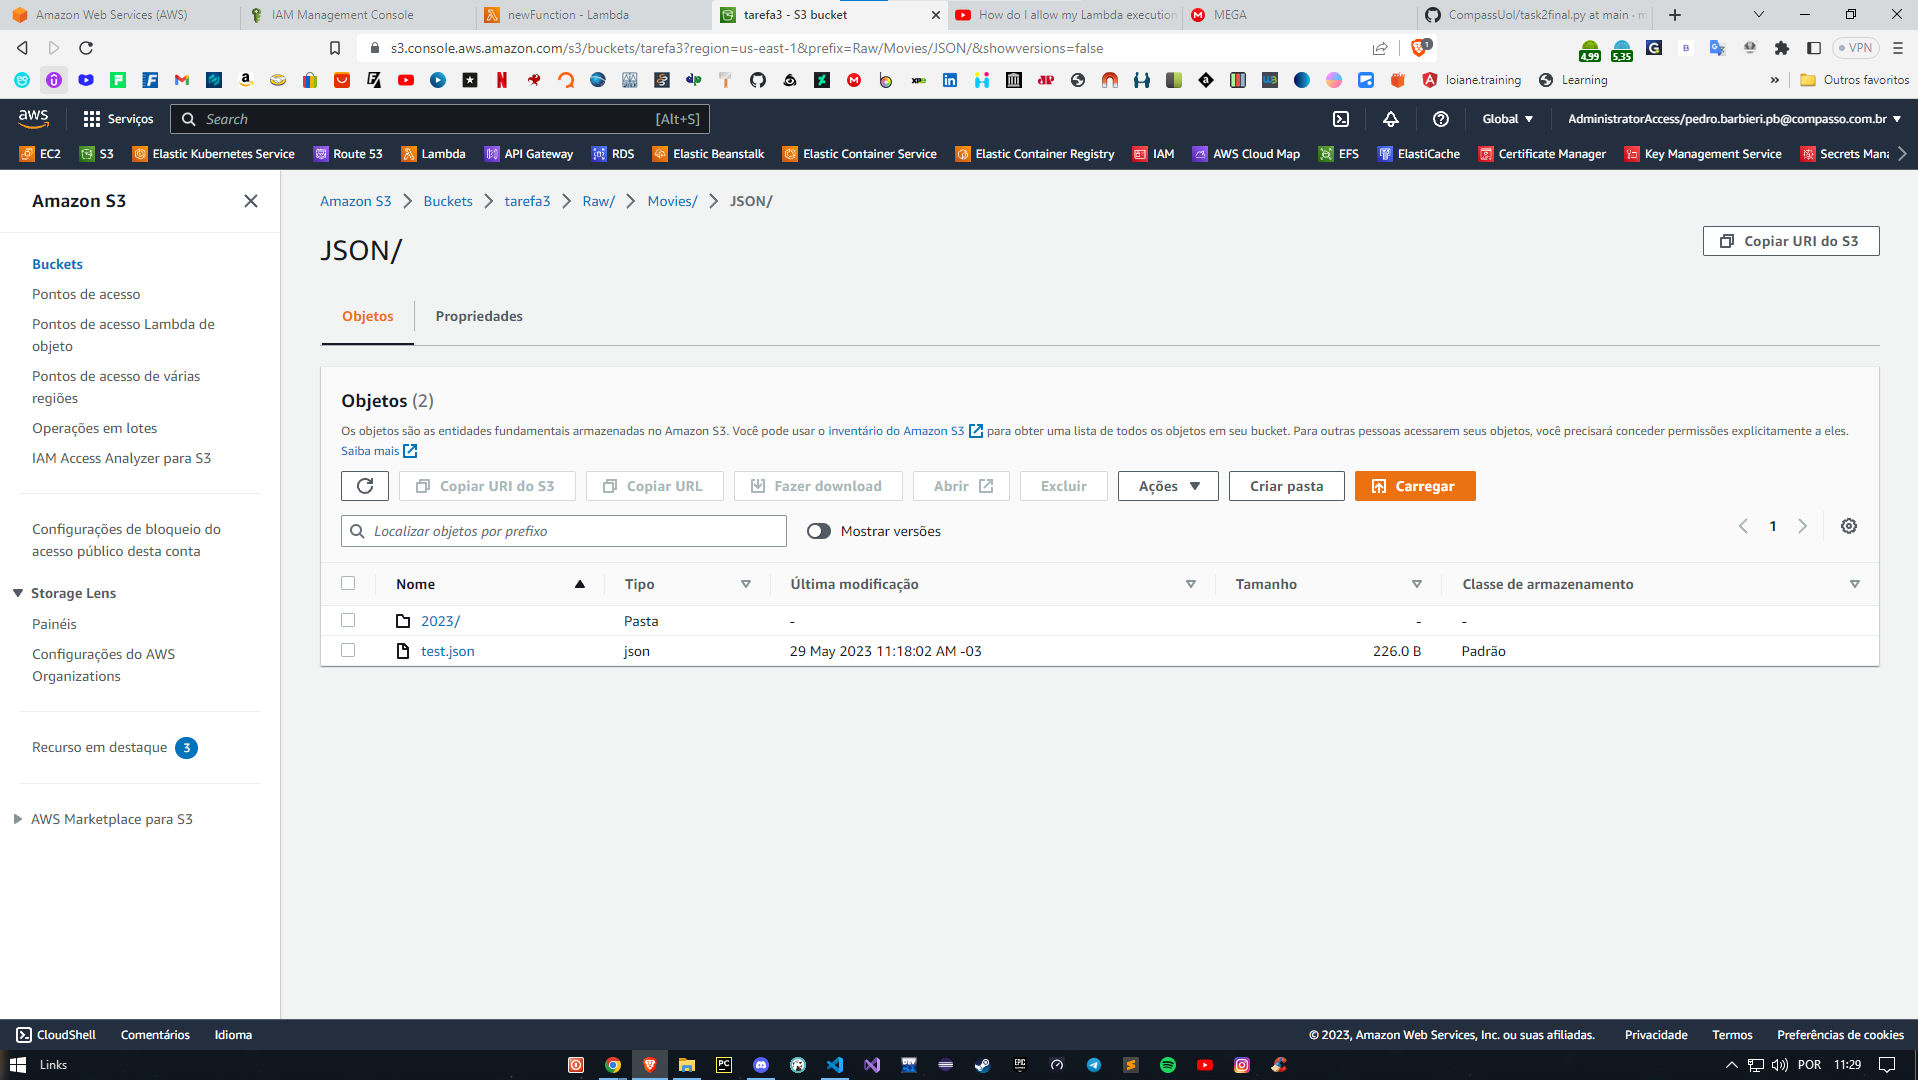 Amazon Web Services (AWS)
IAM Management Console
newFunction - Lambda
tarefa3 - S3 bucket
How do I allow my Lambda execution
MEGA
CompassUol/task2final.py at main · m
s3.console.aws.amazon.com/s3/buckets/tarefa3?region=us-east-1&prefix=Raw/Movies/JSON/&showversions=false
1
4,99
5,35
VPN
loiane.training
Learning
Outros favoritos
aws
Serviços
Search
[Alt+S]
Global
AdministratorAccess/pedro.barbieri.pb@compasso.com.br
EC2
S3
Elastic Kubernetes Service
Route 53
Lambda
API Gateway
RDS
Elastic Beanstalk
Elastic Container Service
Elastic Container Registry
IAM
AWS Cloud Map
EFS
ElastiCache
Certificate Manager
Key Management Service
Secrets Mana
Amazon S3
Buckets
Pontos de acesso
Pontos de acesso Lambda de
objeto
Pontos de acesso de várias
regiões
Operações em lotes
IAM Access Analyzer para S3
Configurações de bloqueio do
acesso público desta conta
Storage Lens
Painéis
Configurações do AWS
Organizations
Recurso em destaque 3
AWS Marketplace para S3
Amazon S3 > Buckets > tarefa3 > Raw/ > Movies/ > JSON/
JSON/
Copiar URI do S3
Objetos
Propriedades
Objetos (2)
Os objetos são as entidades fundamentais armazenadas no Amazon S3. Você pode usar o inventário do Amazon S3 para obter uma lista de todos os objetos em seu bucket. Para outras pessoas acessarem seus objetos, você precisará conceder permissões explicitamente a eles.
Saiba mais
Copiar URI do S3
Copiar URL
Fazer download
Abrir
Excluir
Ações
Criar pasta
Carregar
Localizar objetos por prefixo
Mostrar versões
1
Nome Tipo Última modificação Tamanho Classe de armazenamento
2023/ Pasta - - -
test.json json 29 May 2023 11:18:02 AM -03 226.0 B Padrão
CloudShell
Comentários
Idioma
© 2023, Amazon Web Services, Inc. ou suas afiliadas.
Privacidade
Termos
Preferências de cookies
Links
POR
11:29